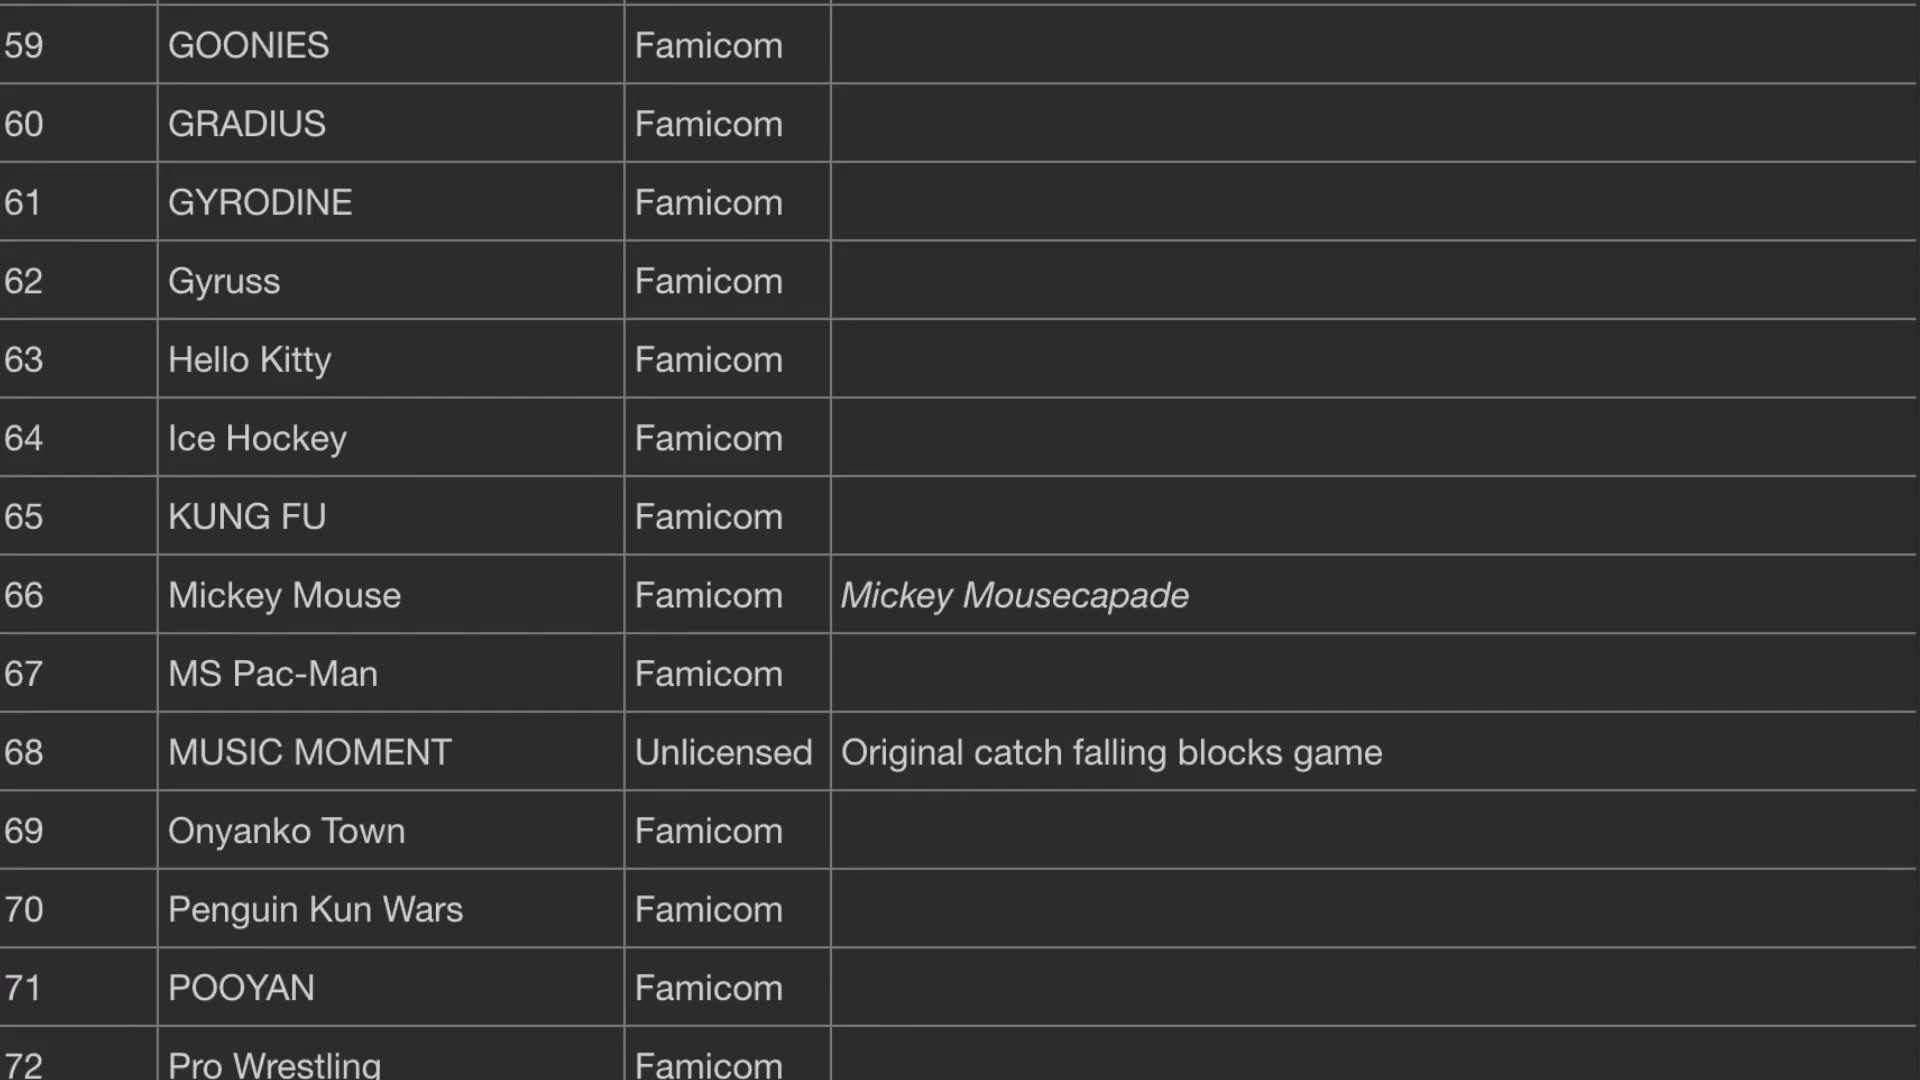 59 GOONIES Famicom
60 GRADIUS Famicom
61 GYRODINE Famicom
62 Gyruss Famicom
63 Hello Kitty Famicom
64 Ice Hockey Famicom
65 KUNG FU Famicom
66 Mickey Mouse Famicom Mickey Mousecapade
67 MS Pac-Man Famicom
68 MUSIC MOMENT Unlicensed Original catch falling blocks game
69 Onyanko Town Famicom
70 Penguin Kun Wars Famicom
71 POOYAN Famicom
72 Pro Wrestling Famicom